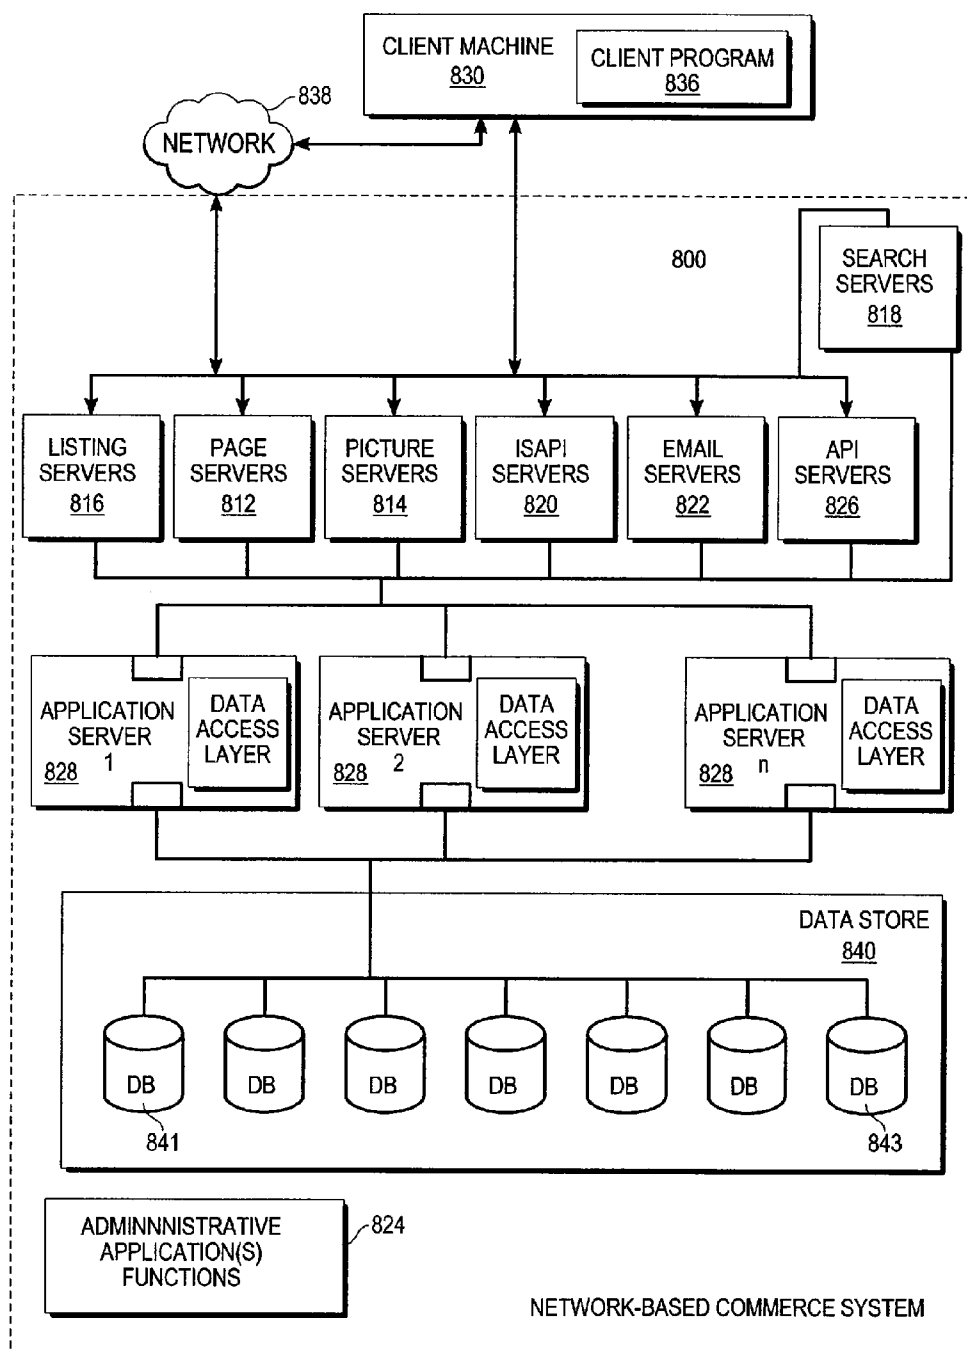 CLIENT MACHINE
830
CLIENT PROGRAM
836
838
NETWORK
800
SEARCH
SERVERS
818
LISTING
SERVERS
816
PAGE
SERVERS
812
PICTURE
SERVERS
814
ISAPI
SERVERS
820
EMAIL
SERVERS
822
API
SERVERS
826
APPLICATION
SERVER
1
828
DATA
ACCESS
LAYER
APPLICATION
SERVER
2
828
DATA
ACCESS
LAYER
APPLICATION
SERVER
n
828
DATA
ACCESS
LAYER
DATA STORE
840
DB
DB
DB
DB
DB
DB
DB
841
843
ADMINNNISTRATIVE
APPLICATION(S)
FUNCTIONS
824
NETWORK-BASED COMMERCE SYSTEM